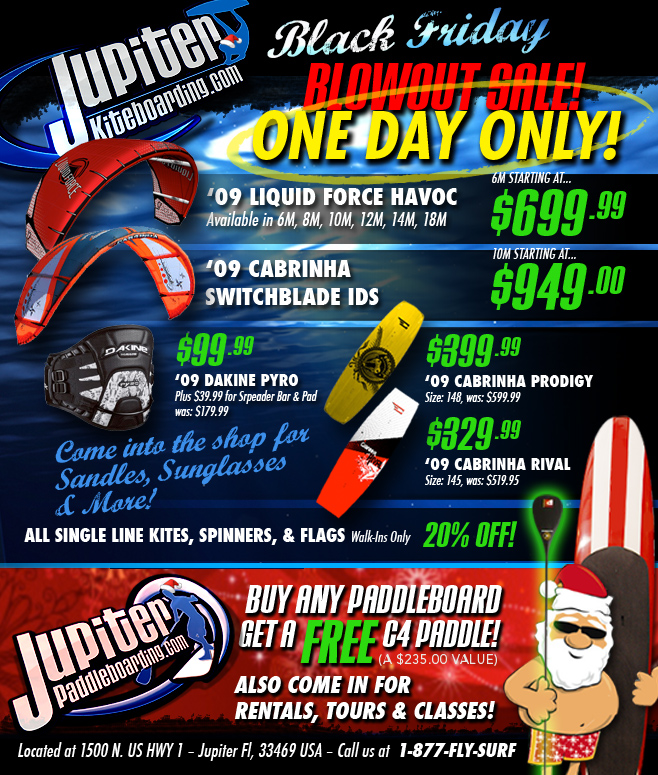 Jupiter
Kiteboarding.com
Black Friday
BLOWOUT SALE!
ONE DAY ONLY!
'09 LIQUID FORCE HAVOC
Available in 6M, 8M, 10M, 12M, 14M, 18M
6M STARTING AT...
$699.99
'09 CABRINHA
SWITCHBLADE IDS
10M STARTING AT...
$949.00
DAKINE
$99.99
'09 DAKINE PYRO
Plus $39.99 for Srpeader Bar & Pad
was: $179.99
$399.99
'09 CABRINHA PRODIGY
Size: 148, was: $599.99
$329.99
'09 CABRINHA RIVAL
Size: 145, was: $519.95
Come into the shop for
Sandles, Sunglasses
& More!
ALL SINGLE LINE KITES, SPINNERS, & FLAGS Walk-Ins Only 20% OFF!
Jupiter
Paddleboarding.com
BUY ANY PADDLEBOARD
GET A FREE C4 PADDLE!
(A $235.00 VALUE)
ALSO COME IN FOR
RENTALS, TOURS & CLASSES!
Located at 1500 N. US HWY 1 – Jupiter Fl, 33469 USA – Call us at 1-877-FLY-SURF